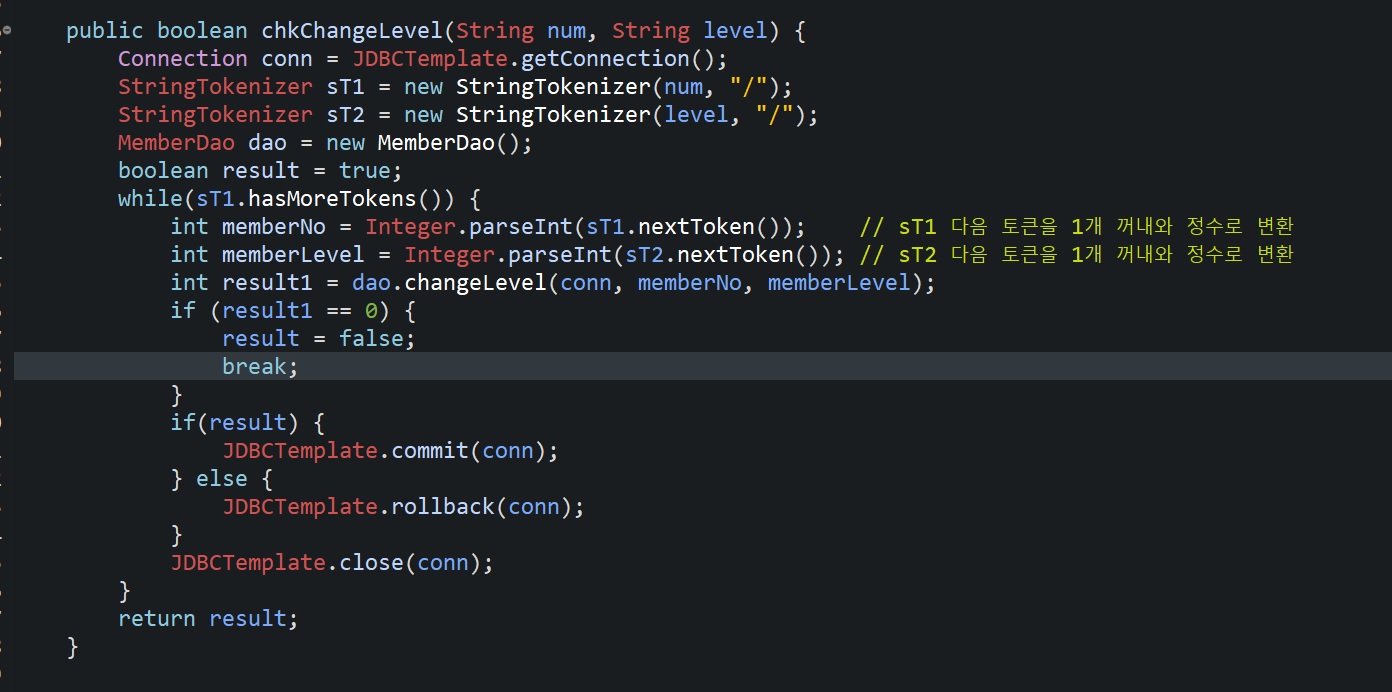 public boolean chkChangeLevel(String num, String level) {
Connection conn = JDBCTemplate.getConnection();
StringTokenizer sT1 = new StringTokenizer(num, "/");
StringTokenizer sT2 = new StringTokenizer(level, "/");
MemberDao dao = new MemberDao();
boolean result = true;
while(sT1.hasMoreTokens()) {
int memberNo = Integer.parseInt(sT1.nextToken()); // sT1 다음 토큰을 1개 꺼내와 정수로 변환
int memberLevel = Integer.parseInt(sT2.nextToken()); // sT2 다음 토큰을 1개 꺼내와 정수로 변환
int result1 = dao.changeLevel(conn, memberNo, memberLevel);
if (result1 == 0) {
result = false;
break;
}
if(result) {
JDBCTemplate.commit(conn);
} else {
JDBCTemplate.rollback(conn);
}
JDBCTemplate.close(conn);
}
return result;
}